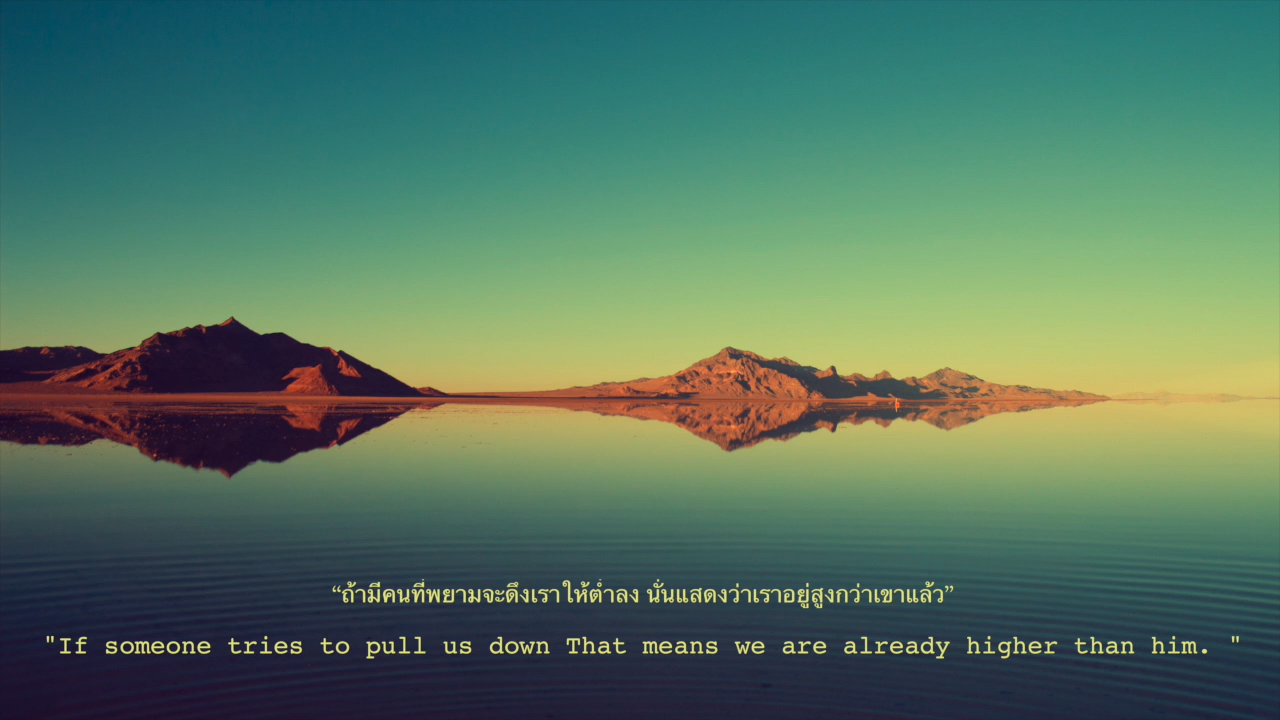 “ถ้ามีคนที่พยามจะดึงเราให้ต่ำลง นั่นแสดงว่าเราอยู่สูงกว่าเขาแล้ว”
"If someone tries to pull us down That means we are already higher than him. "